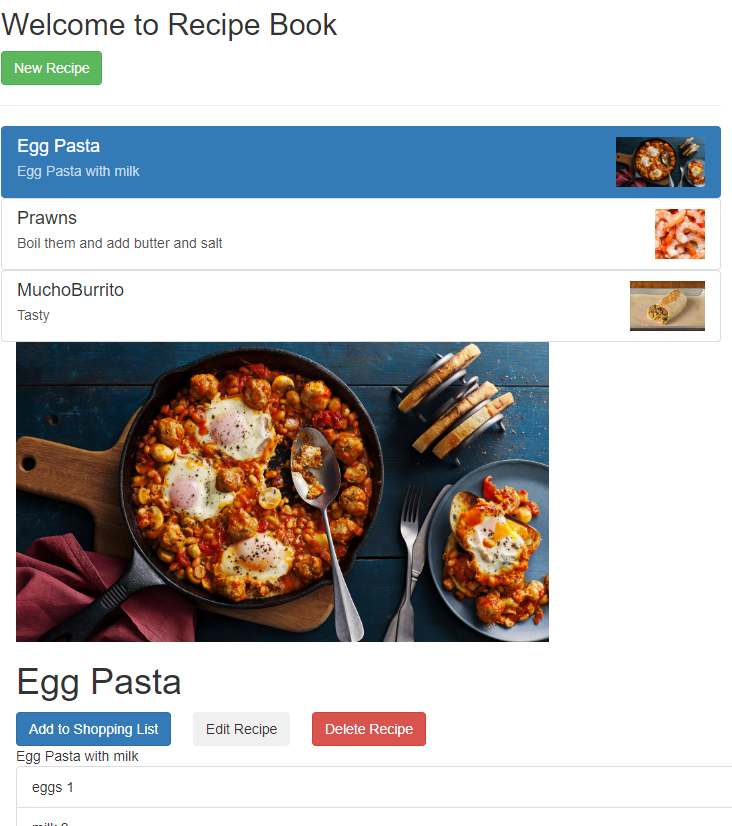 Welcome to Recipe Book
New Recipe
Egg Pasta
Egg Pasta with milk
Prawns
Boil them and add butter and salt
MuchoBurrito
Tasty
Egg Pasta
Add to Shopping List
Edit Recipe
Delete Recipe
Egg Pasta with milk
eggs 1